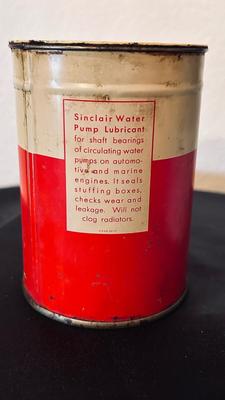 Sinclair Water
Pump Lubricant
for shaft bearings
of circulating water
pumps on automo-
tive and marine
engines. It seals
stuffing boxes,
checks wear and
leakage. Will not
clog radiators.